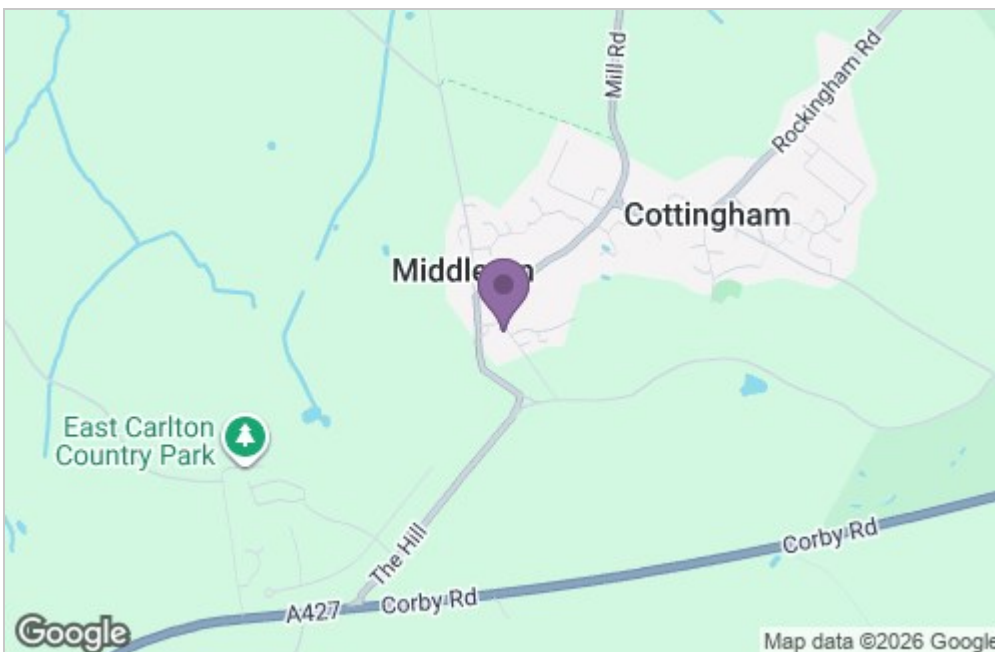 Mill Rd
Rockingham Rd
Cottingham
Middle
East Carlton
Country Park
The Hill
Corby Rd
A427
Corby Rd
Google
Map data ©2026 Google